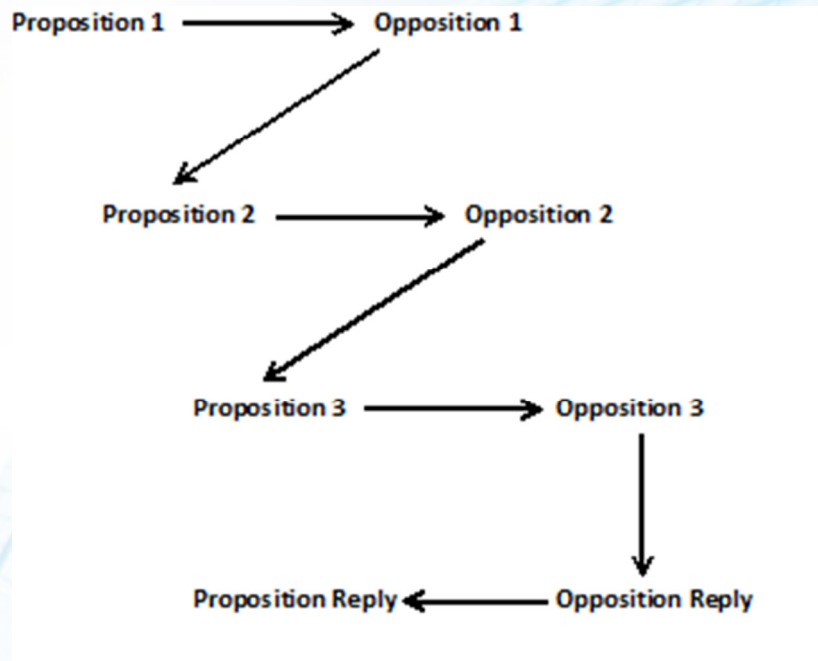 Proposition 1
Opposition 1
Proposition 2
Opposition 2
Proposition 3
Opposition 3
Proposition Reply
Opposition Reply